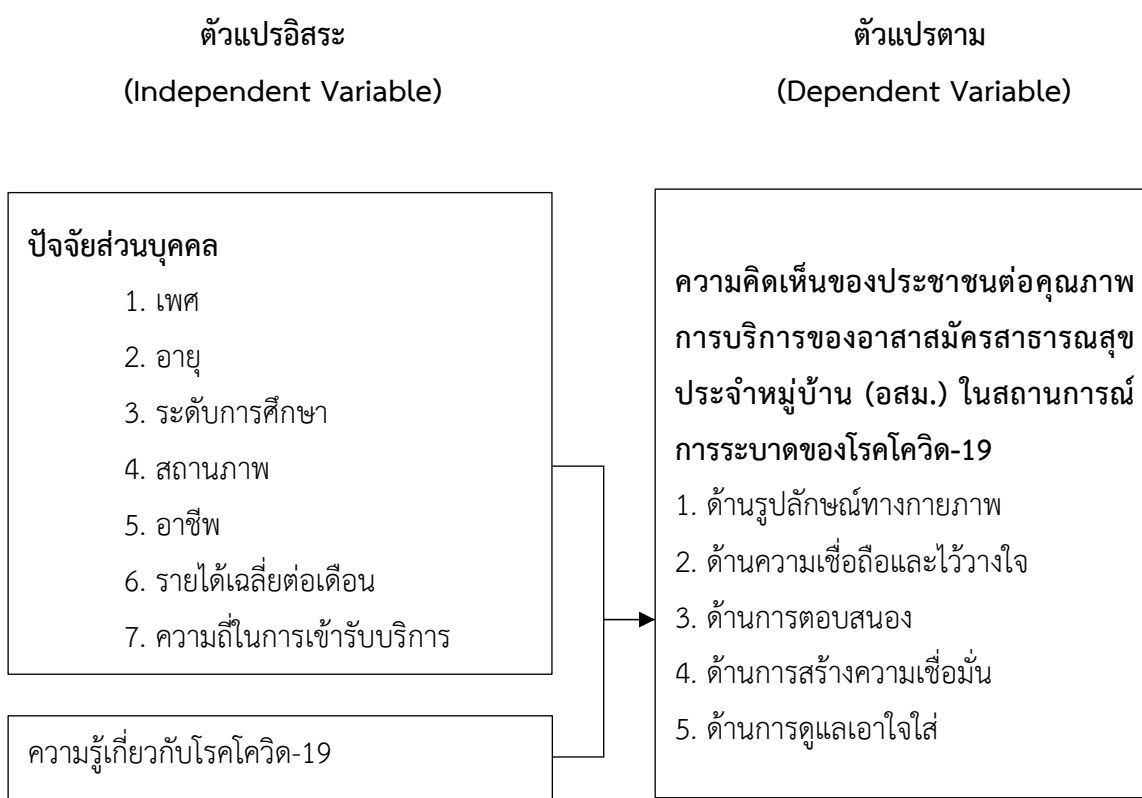 ตัวแปรอิสระ
(Independent Variable)
ตัวแปรตาม
(Dependent Variable)
ปัจจัยส่วนบุคคล
1. เพศ
2. อายุ
3. ระดับการศึกษา
4. สถานภาพ
5. อาชีพ
6. รายได้เฉลี่ยต่อเดือน
7. ความถี่ในการเข้ารับบริการ
ความรู้เกี่ยวกับโรคโควิด-19
ความคิดเห็นของประชาชนต่อคุณภาพ
การบริการของอาสาสมัครสาธารณสุข
ประจำหมู่บ้าน (อสม.) ในสถานการณ์
การระบาดของโรคโควิด-19
1. ด้านรูปลักษณ์ทางกายภาพ
2. ด้านความเชื่อถือและไว้วางใจ
3. ด้านการตอบสนอง
4. ด้านการสร้างความเชื่อมั่น
5. ด้านการดูแลเอาใจใส่